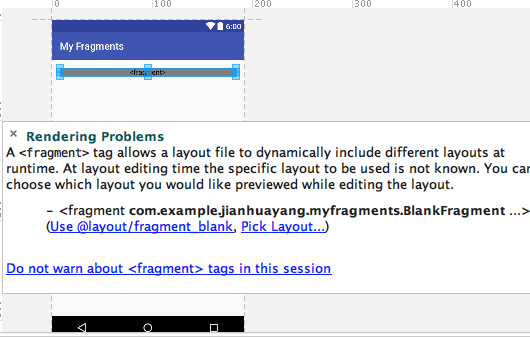 0 100 200 300 400
6:00
My Fragments
<fragment>
× Rendering Problems
A <fragment> tag allows a layout file to dynamically include different layouts at
runtime. At layout editing time the specific layout to be used is not known. You can
choose which layout you would like previewed while editing the layout.
- <fragment com.example.jianhuayang.myfragments.BlankFragment ...>
(Use @layout/fragment_blank, Pick Layout...)
Do not warn about <fragment> tags in this session